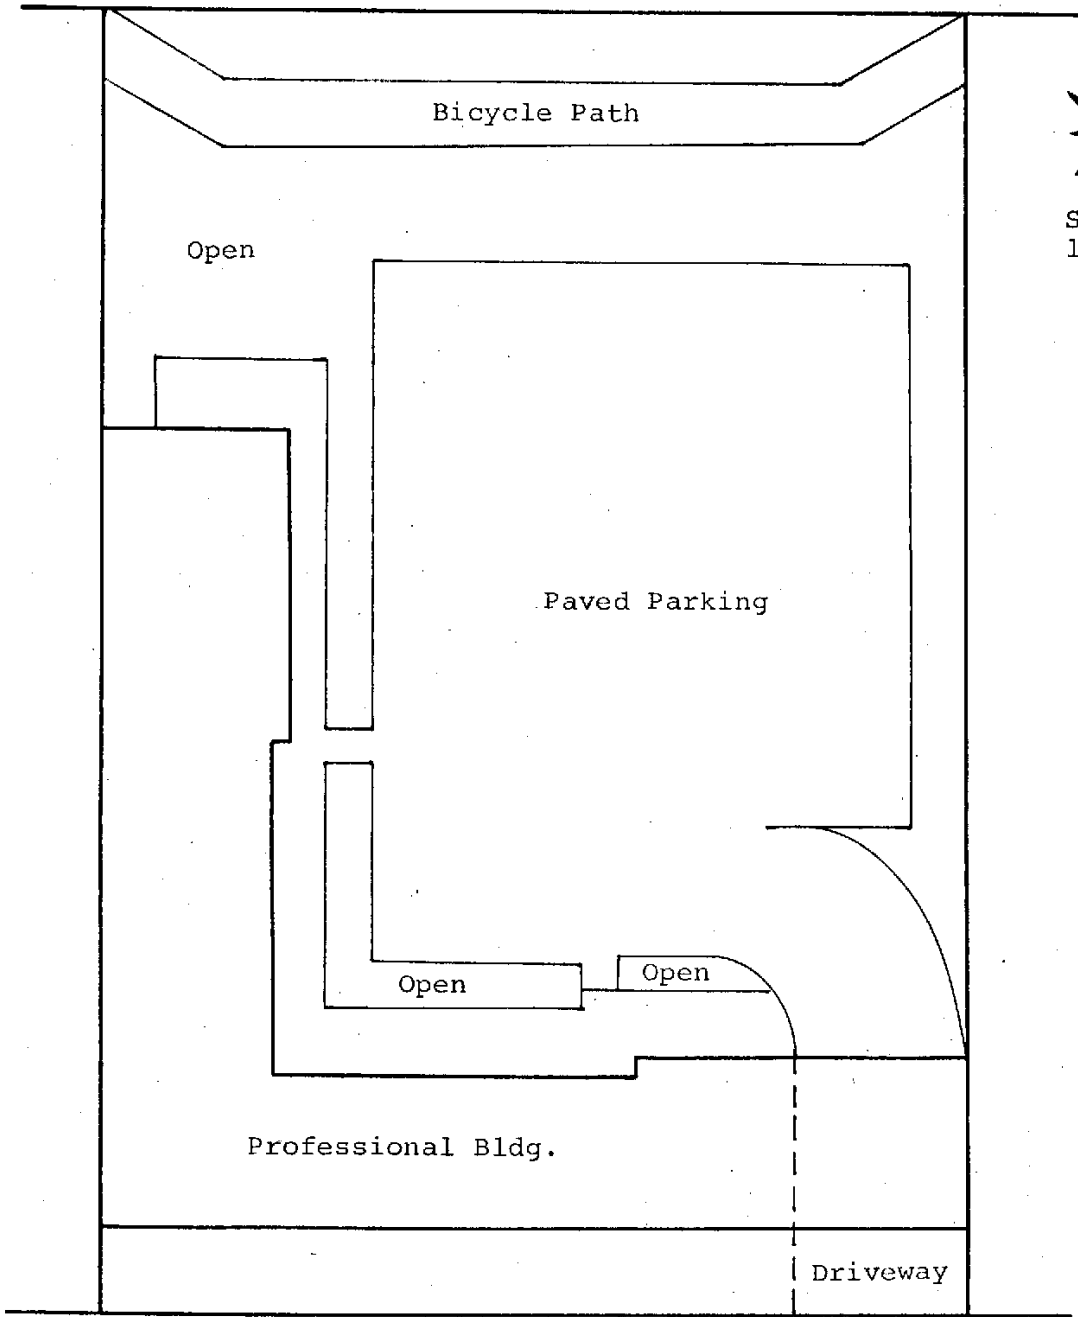 Bicycle Path
Open
Paved Parking
Open
Open
Professional Bldg.
Driveway